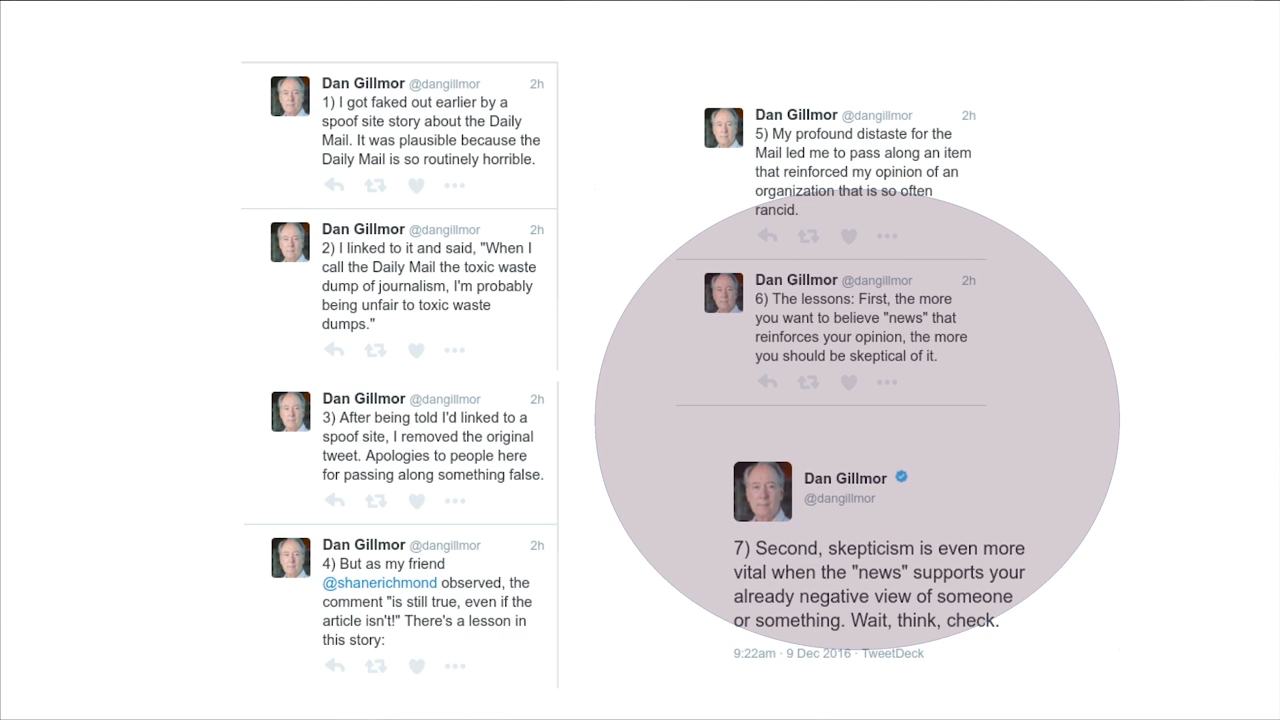 Dan Gillmor @dangillmor 2h
1) I got faked out earlier by a
spoof site story about the Daily
Mail. It was plausible because the
Daily Mail is so routinely horrible.
Dan Gillmor @dangillmor 2h
2) I linked to it and said, "When I
call the Daily Mail the toxic waste
dump of journalism, I'm probably
being unfair to toxic waste
dumps."
Dan Gillmor @dangillmor 2h
3) After being told I'd linked to a
spoof site, I removed the original
tweet. Apologies to people here
for passing along something false.
Dan Gillmor @dangillmor 2h
4) But as my friend
@shanerichmond observed, the
comment "is still true, even if the
article isn't!" There's a lesson in
this story:
Dan Gillmor @dangillmor 2h
5) My profound distaste for the
Mail led me to pass along an item
that reinforced my opinion of an
organization that is so often
rancid.
Dan Gillmor @dangillmor 2h
6) The lessons: First, the more
you want to believe "news" that
reinforces your opinion, the more
you should be skeptical of it.
Dan Gillmor
@dangillmor
7) Second, skepticism is even more
vital when the "news" supports your
already negative view of someone
or something. Wait, think, check.
9:22am · 9 Dec 2016 · TweetDeck